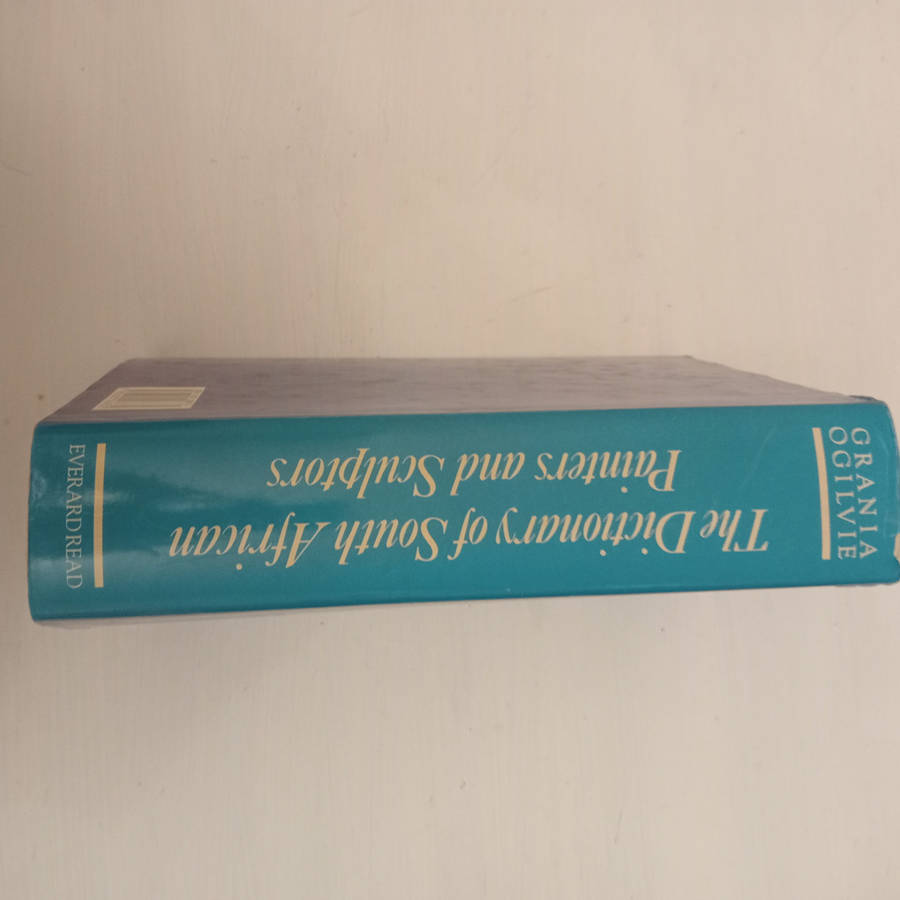 GRANIA
OGILVIE
The Dictionary of South African
Painters and Sculptors
EVERARD READ